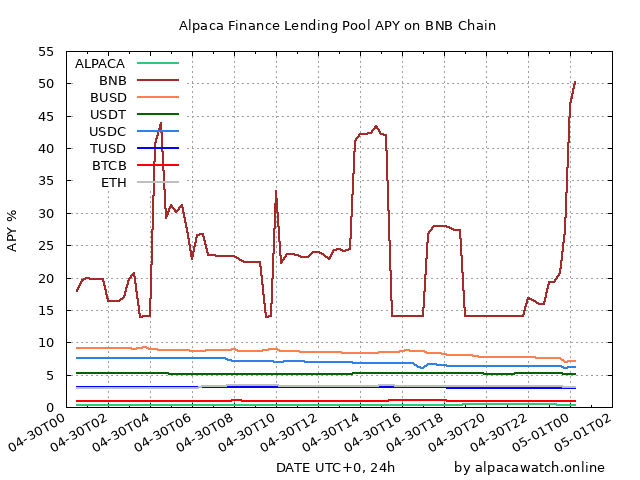 Alpaca Finance Lending Pool APY on BNB Chain
APY %
55
50
45
40
35
30
25
20
15
10
5
0
ALPACA
BNB
BUSD
USDT
USDC
TUSD
BTCB
ETH
04-30T00
04-30T02
04-30T04
04-30T06
04-30T08
04-30T10
04-30T12
04-30T14
04-30T16
04-30T18
04-30T20
04-30T22
05-01T00
05-01T02
DATE UTC+0, 24h
by alpacawatch.online